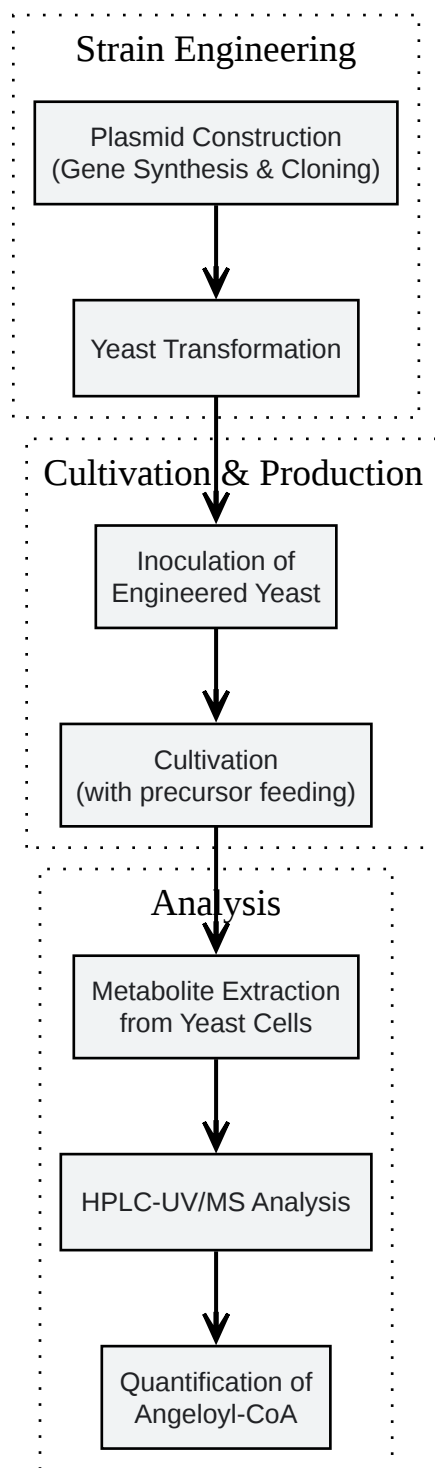 Strain Engineering
Plasmid Construction
(Gene Synthesis & Cloning)
Yeast Transformation
Cultivation & Production
Inoculation of
Engineered Yeast
Cultivation
(with precursor feeding)
Analysis
Metabolite Extraction
from Yeast Cells
HPLC-UV/MS Analysis
Quantification of
Angeloyl-CoA